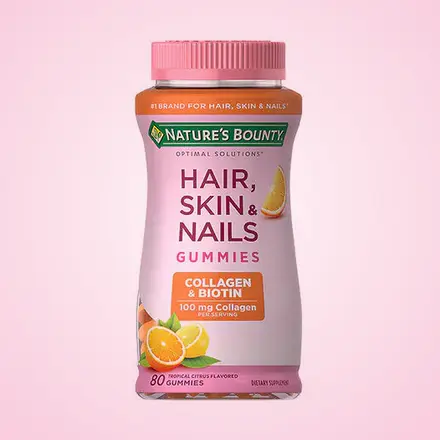 #1 BRAND FOR HAIR, SKIN & NAILS*
NATURE'S BOUNTY®
OPTIMAL SOLUTIONS®
HAIR,
SKIN &
NAILS
GUMMIES
COLLAGEN
& BIOTIN
100 mg Collagen
PER SERVING
80 TROPICAL CITRUS FLAVORED
GUMMIES
DIETARY SUPPLEMENT